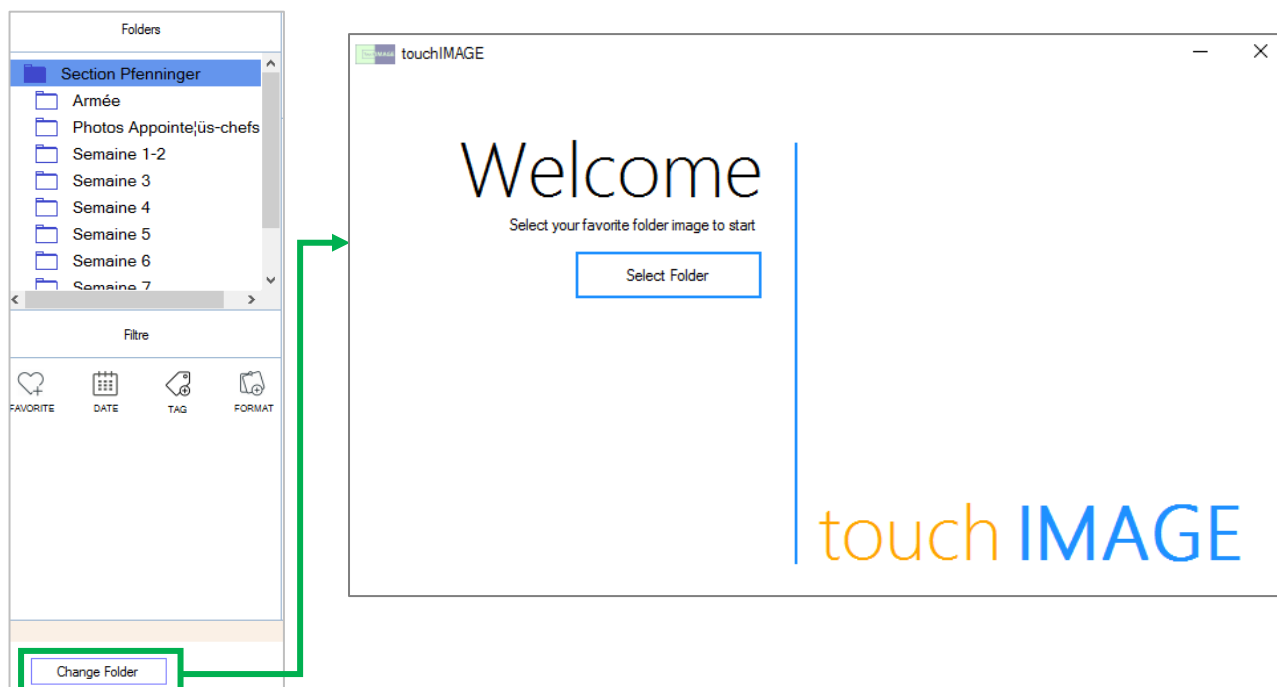 Folders
Section Pfenninger
Armée
Photos Appointe¦üs-chefs
Semaine 1-2
Semaine 3
Semaine 4
Semaine 5
Semaine 6
Semaine 7
Filtre
FAVORITE DATE TAG FORMAT
Change Folder
touchIMAGE
Welcome
Select your favorite folder image to start
Select Folder
touch IMAGE